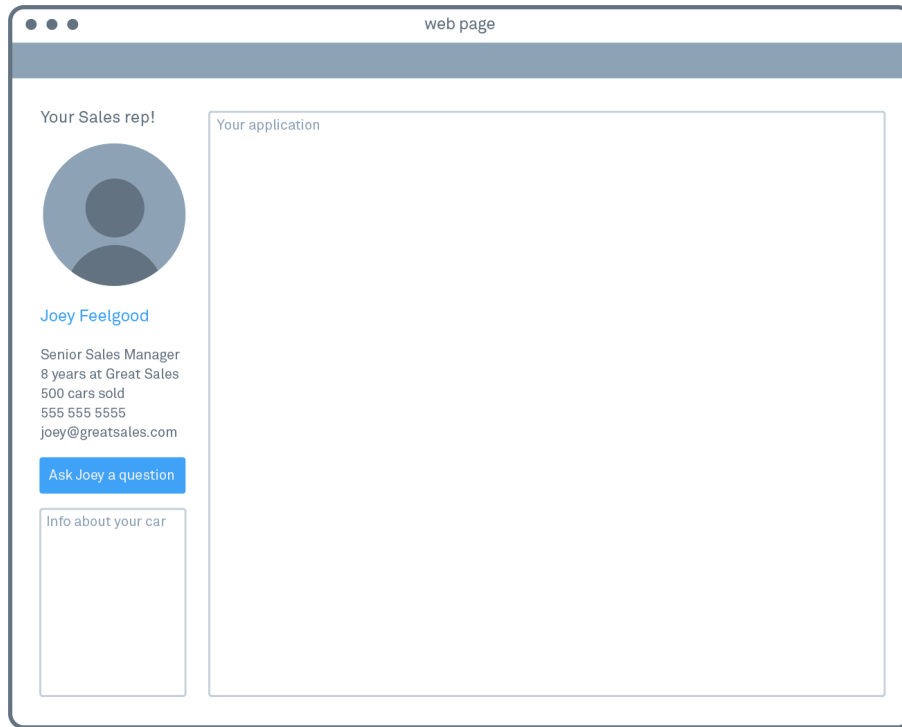 web page
Your Sales rep!
Joey Feelgood
Senior Sales Manager
8 years at Great Sales
500 cars sold
555 555 5555
joey@greatsales.com
Ask Joey a question
Info about your car
Your application